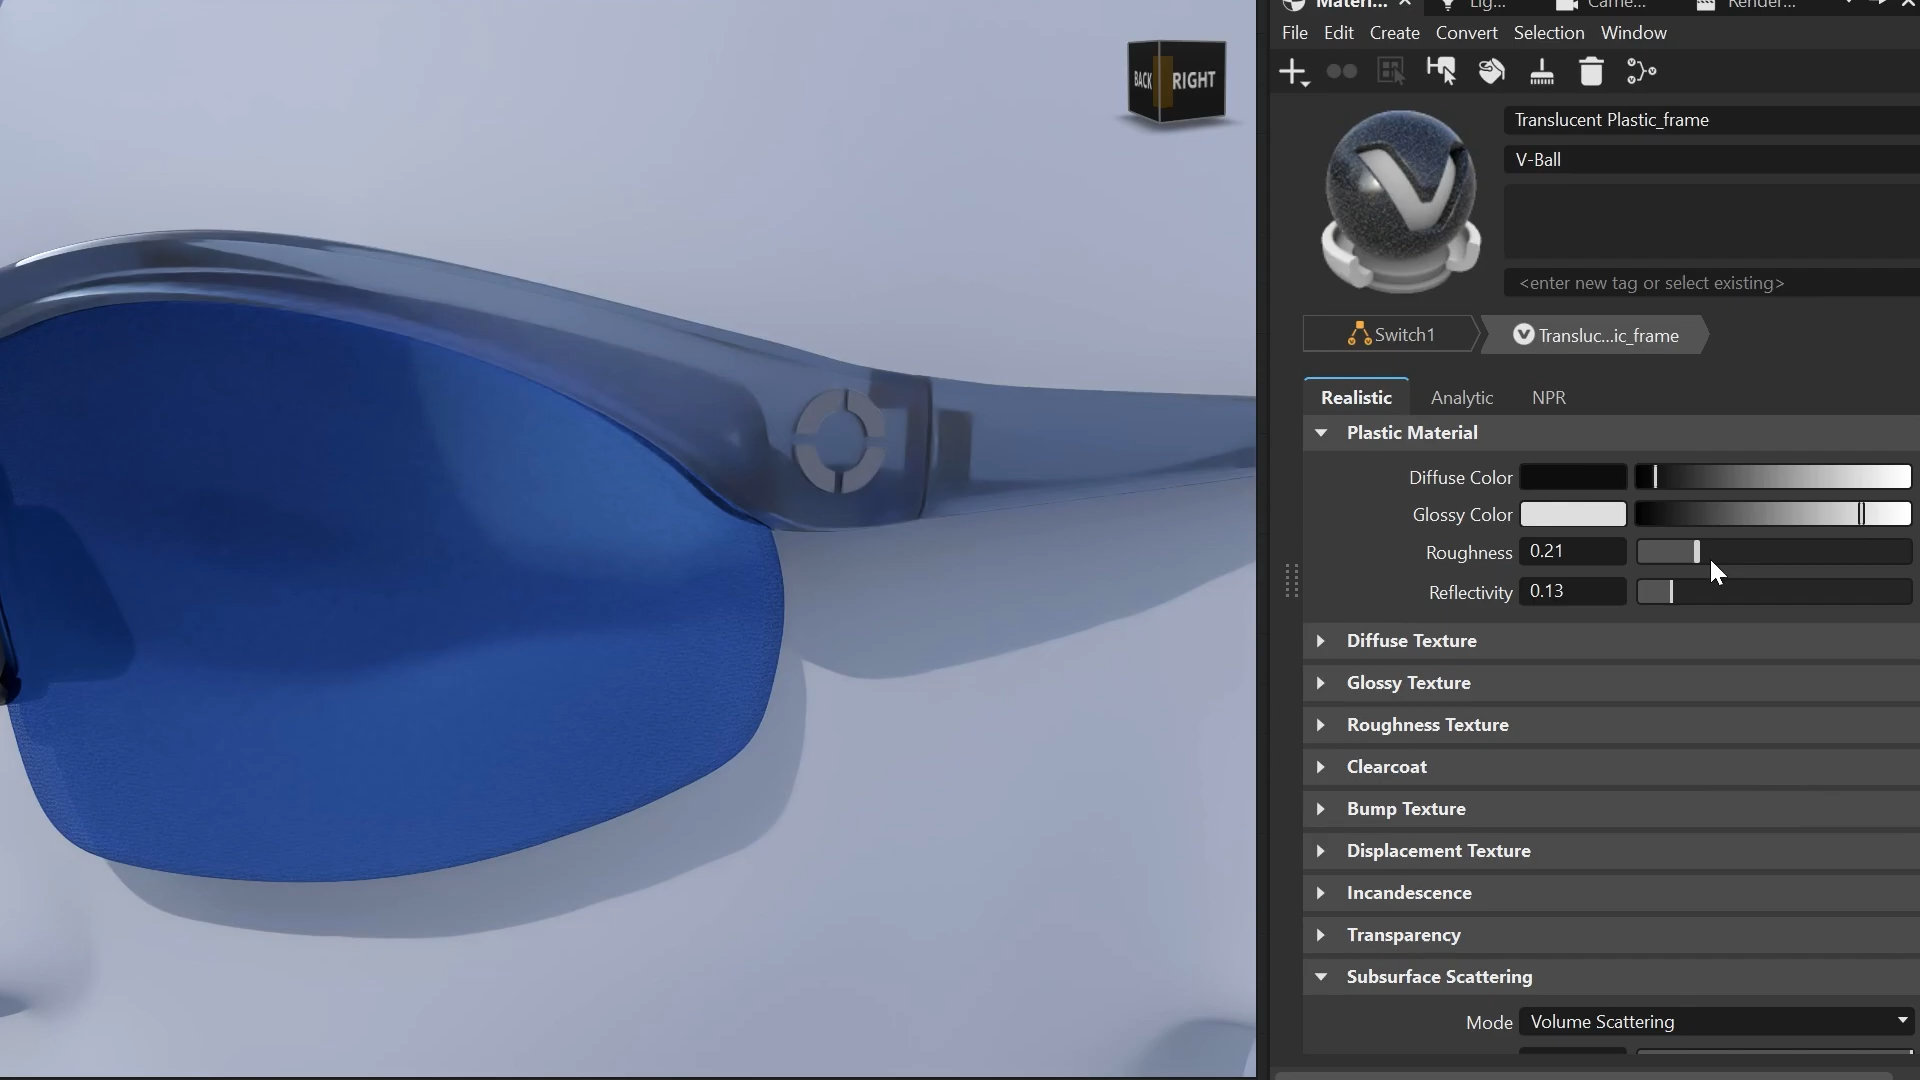 Materi...
Lig...
Came...
Render...
File Edit Create Convert Selection Window
BACK RIGHT
Translucent Plastic_frame
V-Ball
<enter new tag or select existing>
Switch1
Transluc...ic_frame
Realistic Analytic NPR
Plastic Material
Diffuse Color
Glossy Color
Roughness 0.21
Reflectivity 0.13
Diffuse Texture
Glossy Texture
Roughness Texture
Clearcoat
Bump Texture
Displacement Texture
Incandescence
Transparency
Subsurface Scattering
Mode Volume Scattering